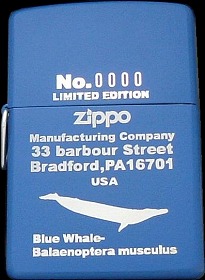 No.0000
LIMITED EDITION
zippo
Manufacturing Company
33 barbour Street
Bradford,PA16701
USA
Blue Whale-
Balaenoptera musculus